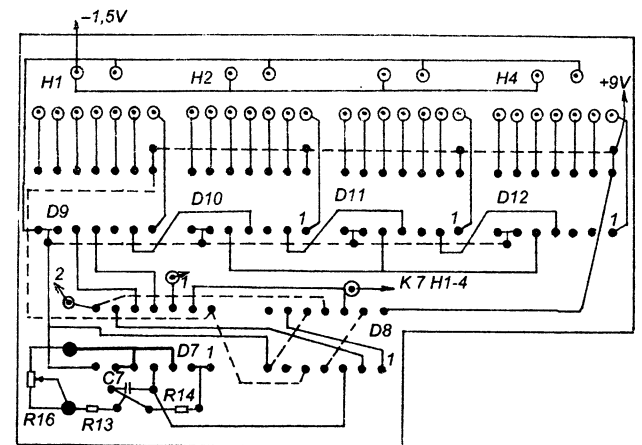 –1,5V
H1
H2
H4
+9V
D9
D10
D11
D12
1
1
1
2
1
K 7 H1-4
D8
D7
1
1
C7
R14
R16
R13